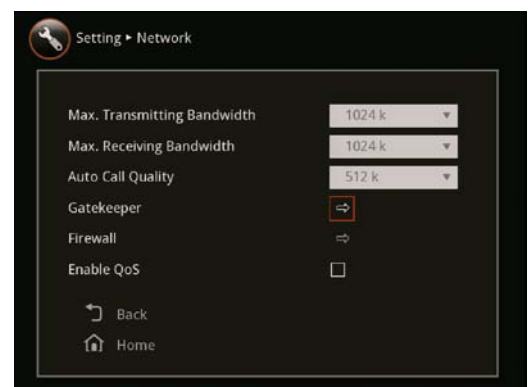 Setting ▸ Network
Max. Transmitting Bandwidth 1024 k
Max. Receiving Bandwidth 1024 k
Auto Call Quality 512 k
Gatekeeper
Firewall
Enable QoS
Back
Home